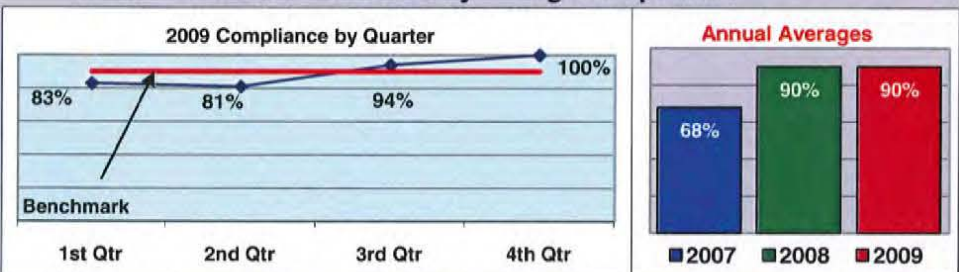 2009 Compliance by Quarter
83%
81%
94%
100%
Benchmark
1st Qtr 2nd Qtr 3rd Qtr 4th Qtr
Annual Averages
68%
90%
90%
2007 2008 2009